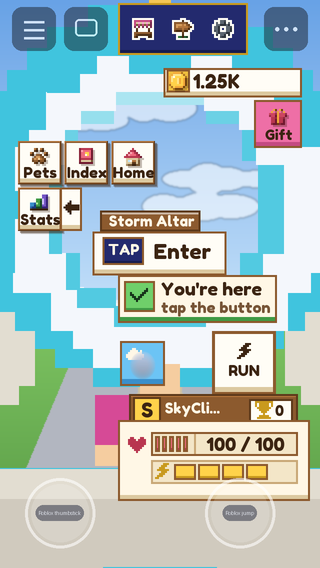 1.25K
Gift
Pets
Index
Home
Stats
Storm Altar
TAP Enter
You're here
tap the button
RUN
S SkyCli... 0
100 / 100
Roblox thumbstick
Roblox jump